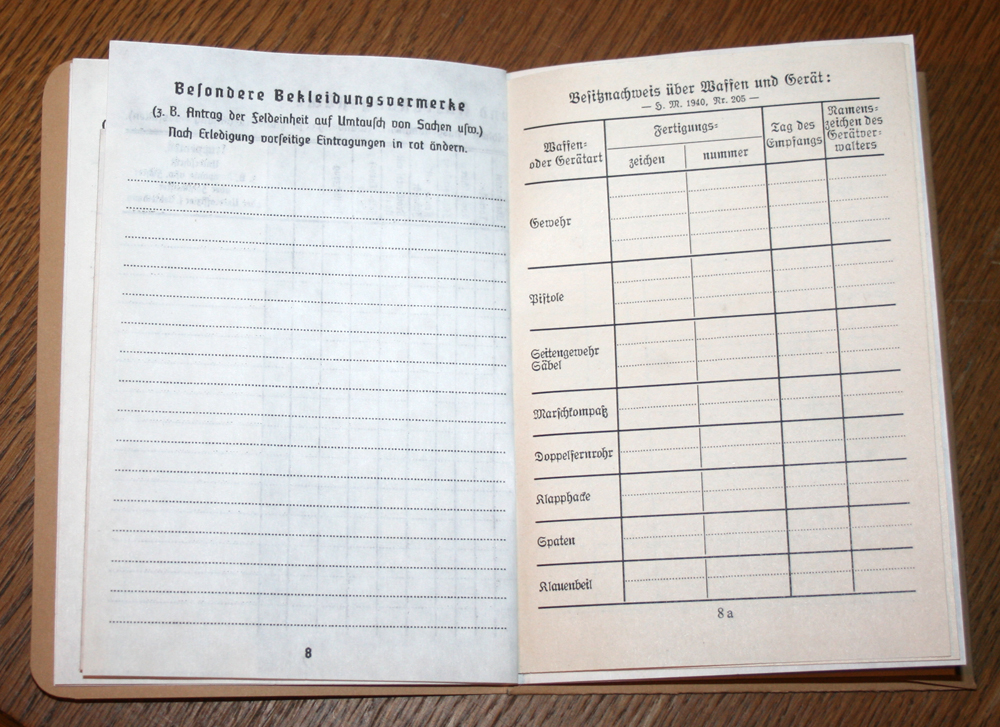 Beſondere Bekleidungsvermerke
(z. B. Antrag der Feldeinheit auf Umtauſch von Sachen uſw.)
Nach Erledigung vorſeitige Eintragungen in rot ändern.
8
Beſitznachweis über Waffen und Gerät:
— H. M. 1940, Nr. 205 —
Waffen-
oder Gerätart
Fertigungs-
zeichen
nummer
Tag des
Empfangs
Namens-
zeichen des
Gerätver-
walters
Gewehr
Piſtole
Seitengewehr
Säbel
Marſchkompaß
Doppelfernrohr
Klapphacke
Spaten
Klauenbeil
8 a